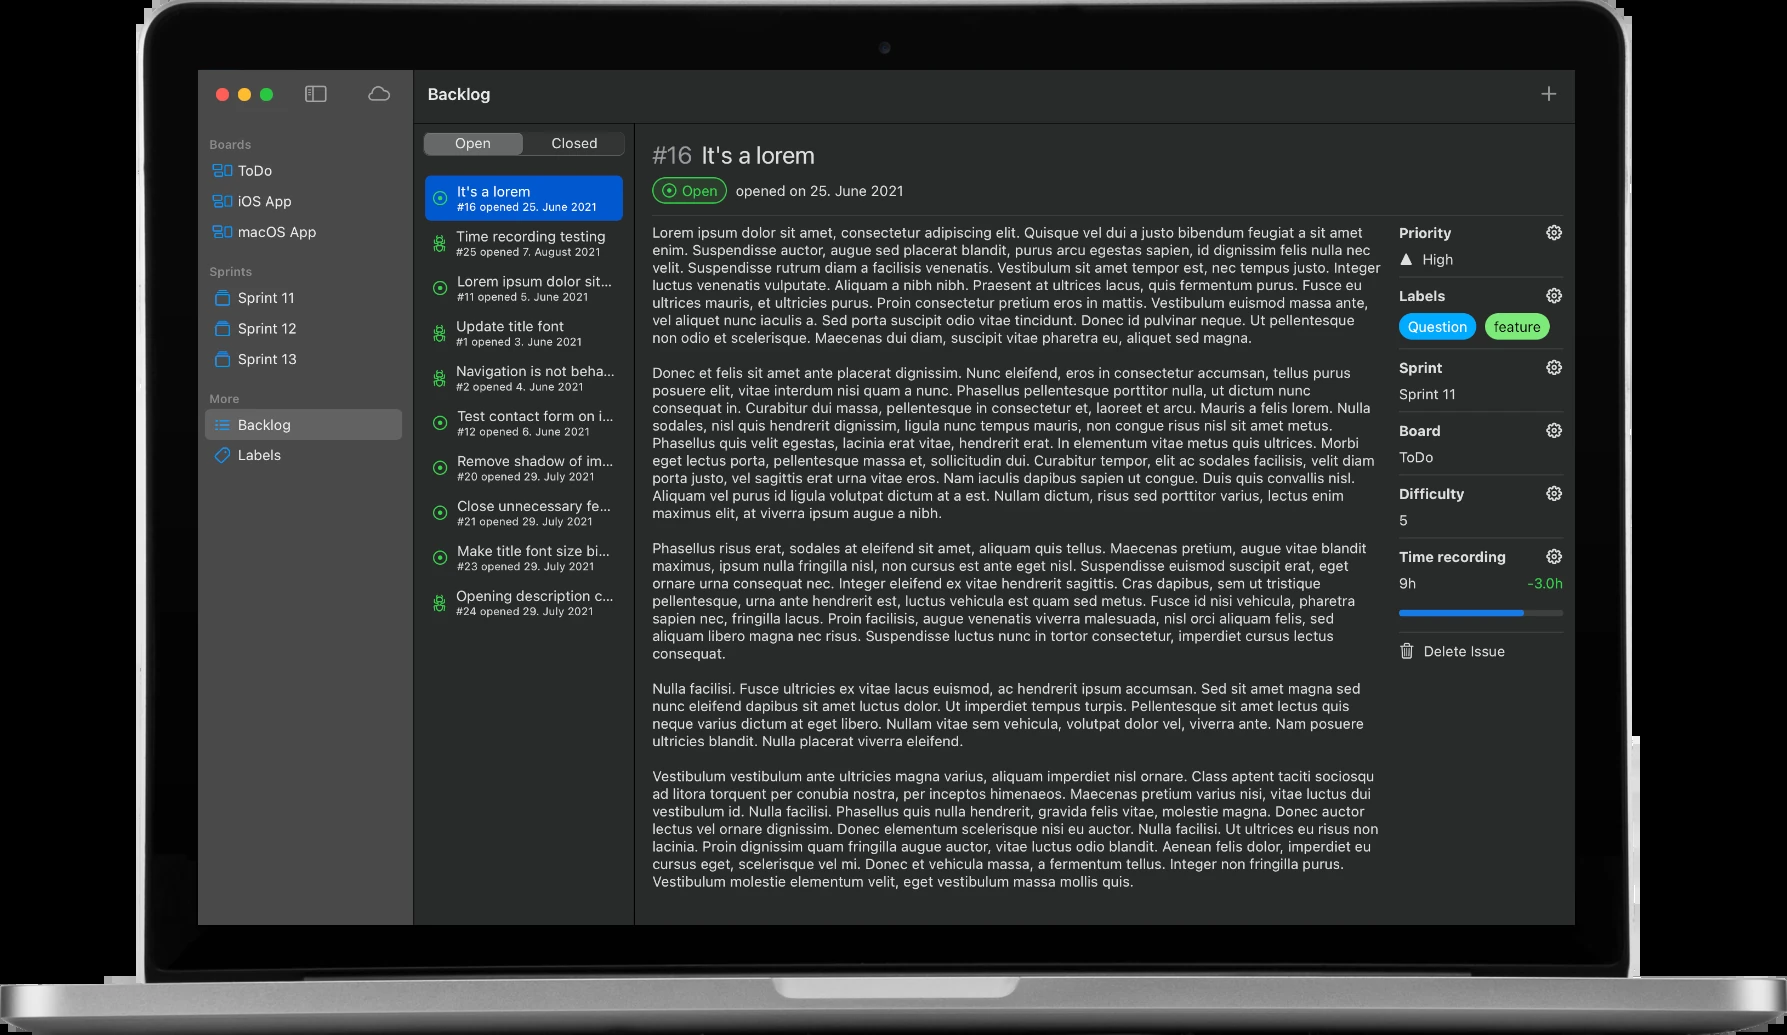 Backlog
Boards
ToDo
iOS App
macOS App
Sprints
Sprint 11
Sprint 12
Sprint 13
More
Backlog
Labels
Open
Closed
It's a lorem
#16 opened 25. June 2021
Time recording testing
#25 opened 7. August 2021
Lorem ipsum dolor sit...
#11 opened 5. June 2021
Update title font
#1 opened 3. June 2021
Navigation is not beha...
#2 opened 4. June 2021
Test contact form on i...
#12 opened 6. June 2021
Remove shadow of im...
#20 opened 29. July 2021
Close unnecessary fe...
#21 opened 29. July 2021
Make title font size bi...
#23 opened 29. July 2021
Opening description c...
#24 opened 29. July 2021
#16 It's a lorem
Open opened on 25. June 2021
Lorem ipsum dolor sit amet, consectetur adipiscing elit. Quisque vel dui a justo bibendum feugiat a sit amet
enim. Suspendisse auctor, augue sed placerat blandit, purus arcu egestas sapien, id dignissim felis nulla nec
velit. Suspendisse rutrum diam a facilisis venenatis. Vestibulum sit amet tempor est, nec tempus justo. Integer
luctus venenatis vulputate. Aliquam a nibh nibh. Praesent at ultrices lacus, quis fermentum purus. Fusce eu
ultrices mauris, et ultricies purus. Proin consectetur pretium eros in mattis. Vestibulum euismod massa ante,
vel aliquet nunc iaculis a. Sed porta suscipit odio vitae tincidunt. Donec id pulvinar neque. Ut pellentesque
non odio et scelerisque. Maecenas dui diam, suscipit vitae pharetra eu, aliquet sed magna.
Donec et felis sit amet ante placerat dignissim. Nunc eleifend, eros in consectetur accumsan, tellus purus
posuere elit, vitae interdum nisi quam a nunc. Phasellus pellentesque porttitor nulla, ut dictum nunc
consequat in. Curabitur dui massa, pellentesque in consectetur et, laoreet et arcu. Mauris a felis lorem. Nulla
sodales, nisl quis hendrerit dignissim, ligula nunc tempus mauris, non congue risus nisl sit amet metus.
Phasellus quis velit egestas, lacinia erat vitae, hendrerit erat. In elementum vitae metus quis ultrices. Morbi
eget lectus porta, pellentesque massa et, sollicitudin dui. Curabitur tempor, elit ac sodales facilisis, velit diam
porta justo, vel sagittis erat urna vitae eros. Nam iaculis dapibus sapien ut congue. Duis quis convallis nisl.
Aliquam vel purus id ligula volutpat dictum at a est. Nullam dictum, risus sed porttitor varius, lectus enim
maximus elit, at viverra ipsum augue a nibh.
Phasellus risus erat, sodales at eleifend sit amet, aliquam quis tellus. Maecenas pretium, augue vitae blandit
maximus, ipsum nulla fringilla nisl, non cursus est ante eget nisl. Suspendisse euismod suscipit erat, eget
ornare urna consequat nec. Integer eleifend ex vitae hendrerit sagittis. Cras dapibus, sem ut tristique
pellentesque, urna ante hendrerit est, luctus vehicula est quam sed metus. Fusce id nisi vehicula, pharetra
sapien nec, fringilla lacus. Proin facilisis, augue venenatis viverra malesuada, nisl orci aliquam felis, sed
aliquam libero magna nec risus. Suspendisse luctus nunc in tortor consectetur, imperdiet cursus lectus
consequat.
Nulla facilisi. Fusce ultricies ex vitae lacus euismod, ac hendrerit ipsum accumsan. Sed sit amet magna sed
nunc eleifend dapibus sit amet luctus dolor. Ut imperdiet tempus turpis. Pellentesque sit amet lectus quis
neque varius dictum at eget libero. Nullam vitae sem vehicula, volutpat dolor vel, viverra ante. Nam posuere
ultricies blandit. Nulla placerat viverra eleifend.
Vestibulum vestibulum ante ultricies magna varius, aliquam imperdiet nisl ornare. Class aptent taciti sociosqu
ad litora torquent per conubia nostra, per inceptos himenaeos. Maecenas pretium varius nisi, vitae luctus dui
vestibulum id. Nulla facilisi. Phasellus quis nulla hendrerit, gravida felis vitae, molestie magna. Donec auctor
lectus vel ornare dignissim. Donec elementum scelerisque nisi eu auctor. Nulla facilisi. Ut ultrices eu risus non
lacinia. Proin dignissim quam fringilla augue auctor, vitae luctus odio blandit. Aenean felis dolor, imperdiet eu
cursus eget, scelerisque vel mi. Donec et vehicula massa, a fermentum tellus. Integer non fringilla purus.
Vestibulum molestie elementum velit, eget vestibulum massa mollis quis.
Priority
High
Labels
Question feature
Sprint
Sprint 11
Board
ToDo
Difficulty
5
Time recording
9h -3.0h
Delete Issue